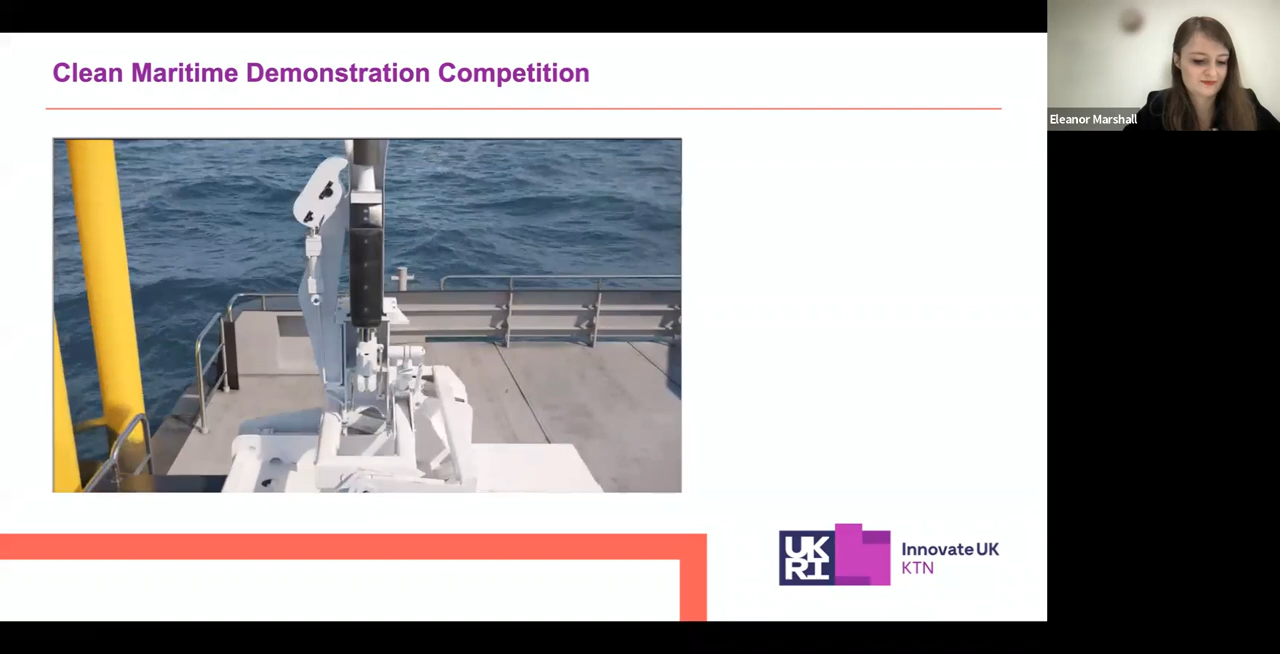 Clean Maritime Demonstration Competition
Eleanor Marshall
UK
RI
Innovate UK
KTN